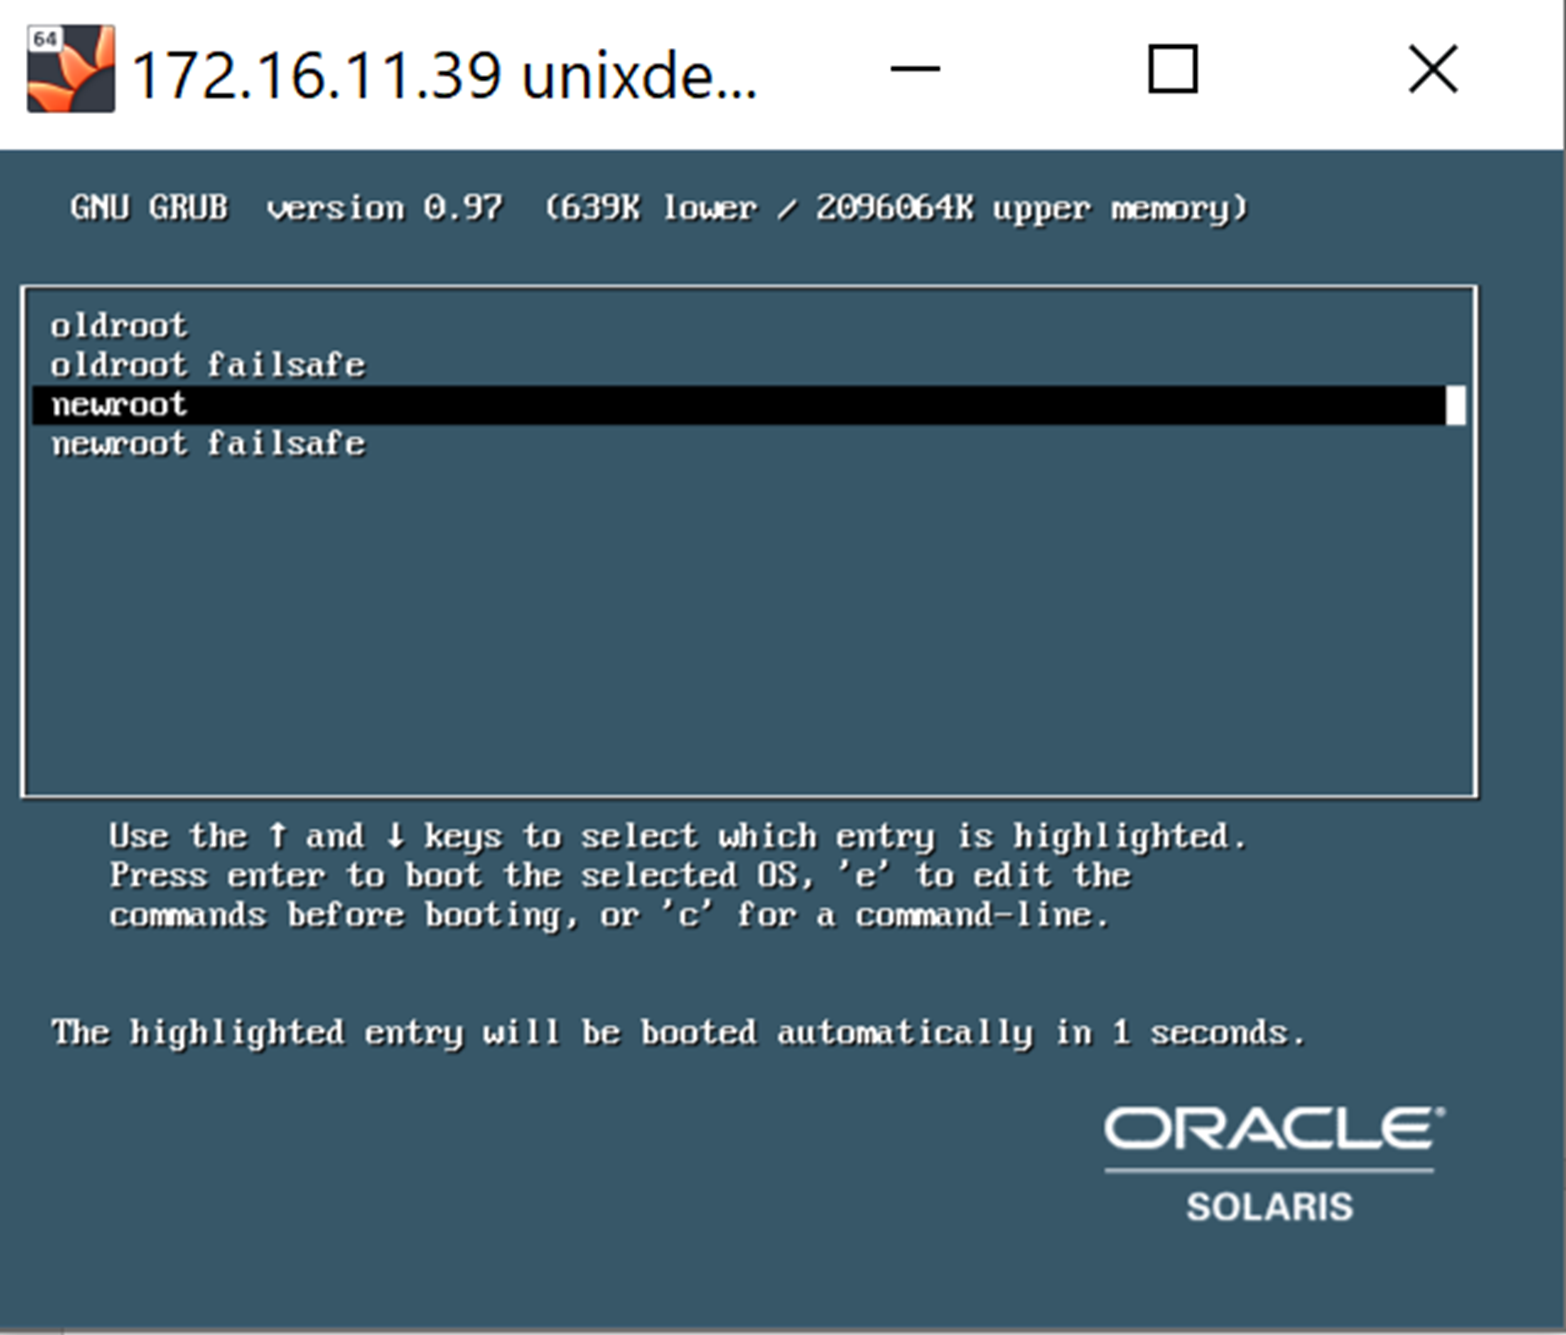 64
172.16.11.39 unixde...
GNU GRUB version 0.97 (639K lower / 2096064K upper memory)
oldroot
oldroot failsafe
newroot
newroot failsafe
Use the ↑ and ↓ keys to select which entry is highlighted.
Press enter to boot the selected OS, 'e' to edit the
commands before booting, or 'c' for a command-line.
The highlighted entry will be booted automatically in 1 seconds.
ORACLE®
SOLARIS